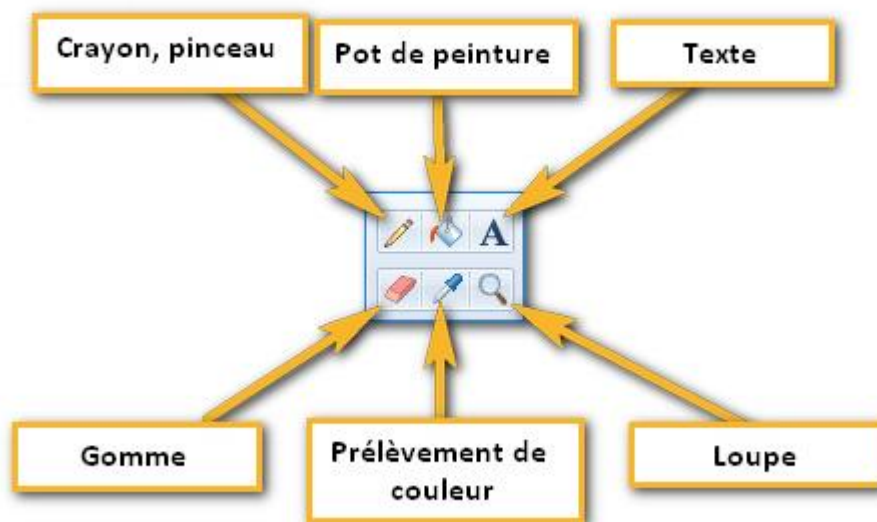 Crayon, pinceau
Pot de peinture
Texte
A
Gomme
Prélèvement de
couleur
Loupe